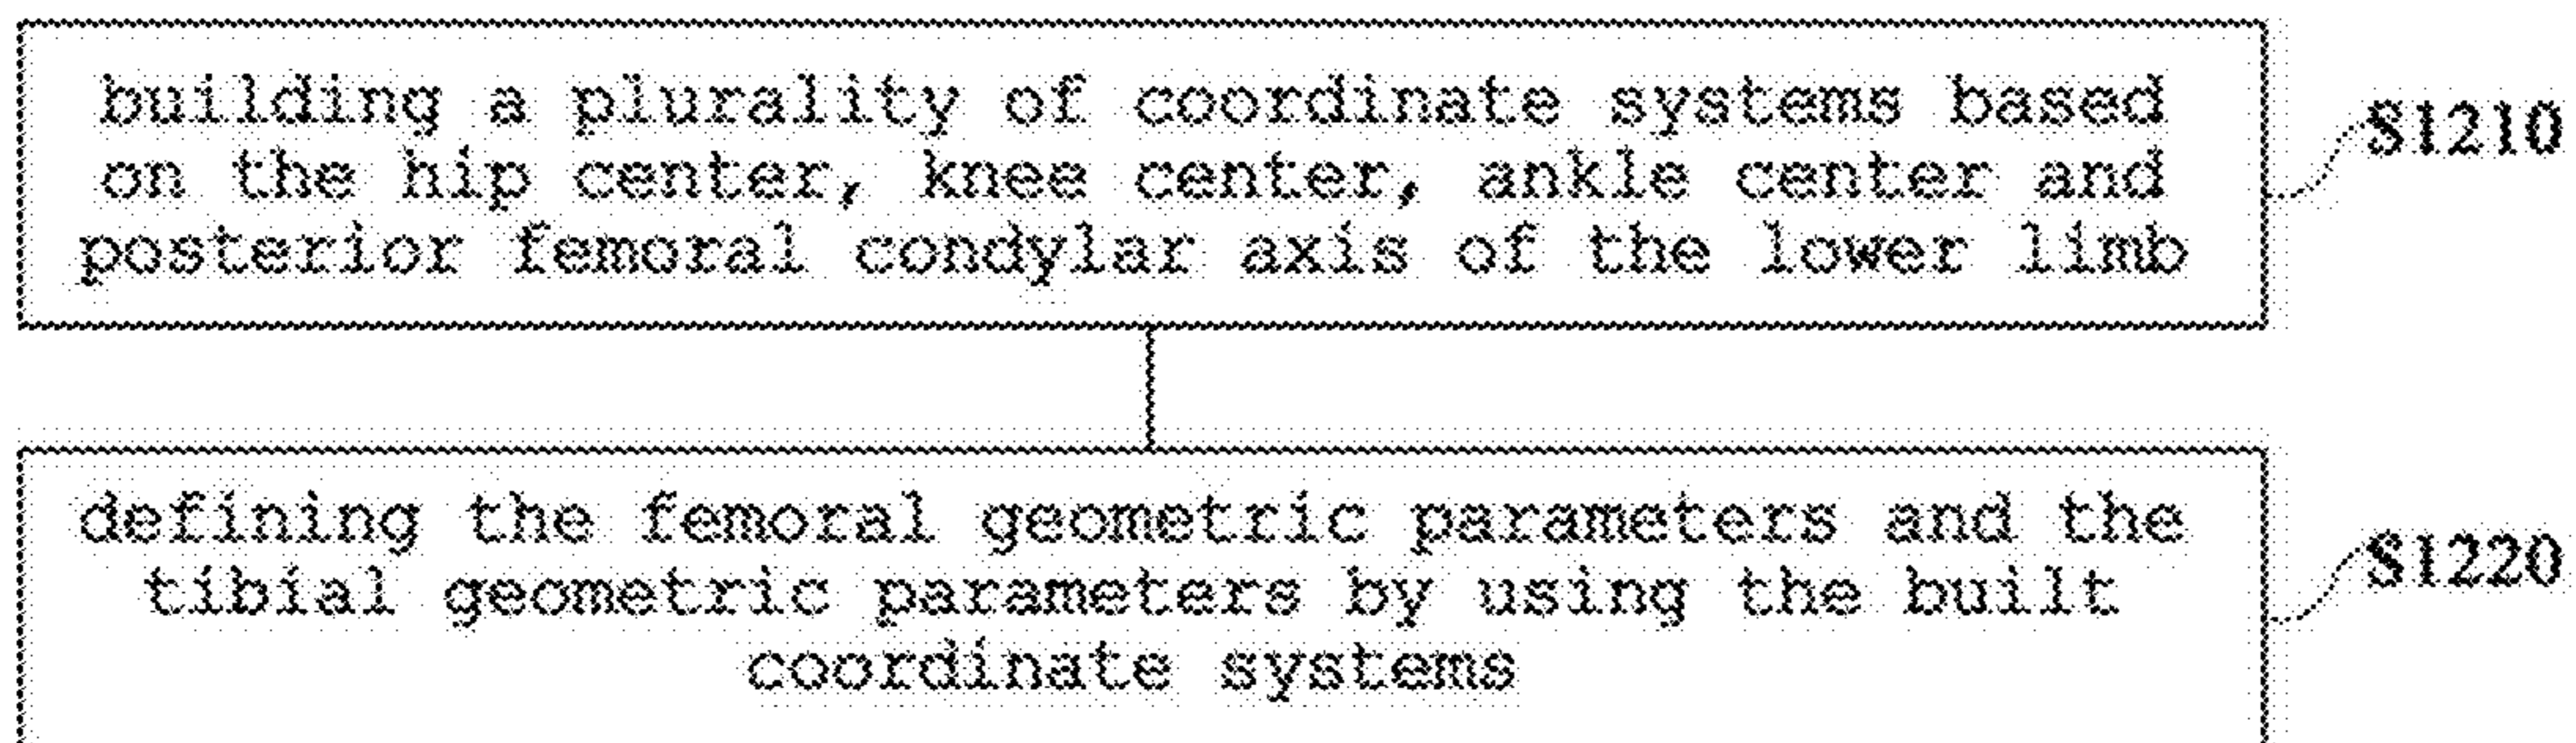 building a plurality of coordinate systems based
on the hip center, knee center, ankle center and
posterior femoral condylar axis of the lower limb
S1210
defining the femoral geometric parameters and the
tibial geometric parameters by using the built
coordinate systems
S1220